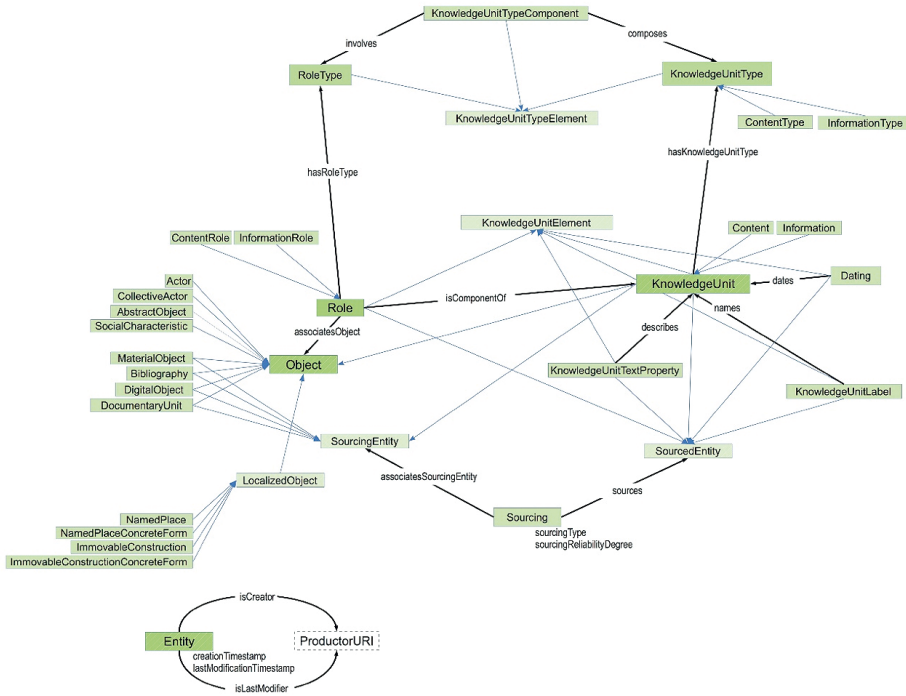 KnowledgeUnitTypeComponent
involves
composes
RoleType
KnowledgeUnitType
KnowledgeUnitTypeElement
ContentType
InformationType
hasRoleType
hasKnowledgeUnitType
KnowledgeUnitElement
ContentRole
InformationRole
Content
Information
Actor
CollectiveActor
AbstractObject
SocialCharacteristic
Role
isComponentOf
KnowledgeUnit
dates
Dating
associatesObject
names
describes
MaterialObject
Bibliography
DigitalObject
DocumentaryUnit
Object
KnowledgeUnitTextProperty
KnowledgeUnitLabel
SourcingEntity
SourcedEntity
LocalizedObject
associatesSourcingEntity
sources
NamedPlace
NamedPlaceConcreteForm
ImmovableConstruction
ImmovableConstructionConcreteForm
Sourcing
sourcingType
sourcingReliabilityDegree
isCreator
Entity
ProductorURI
creationTimestamp
lastModificationTimestamp
isLastModifier